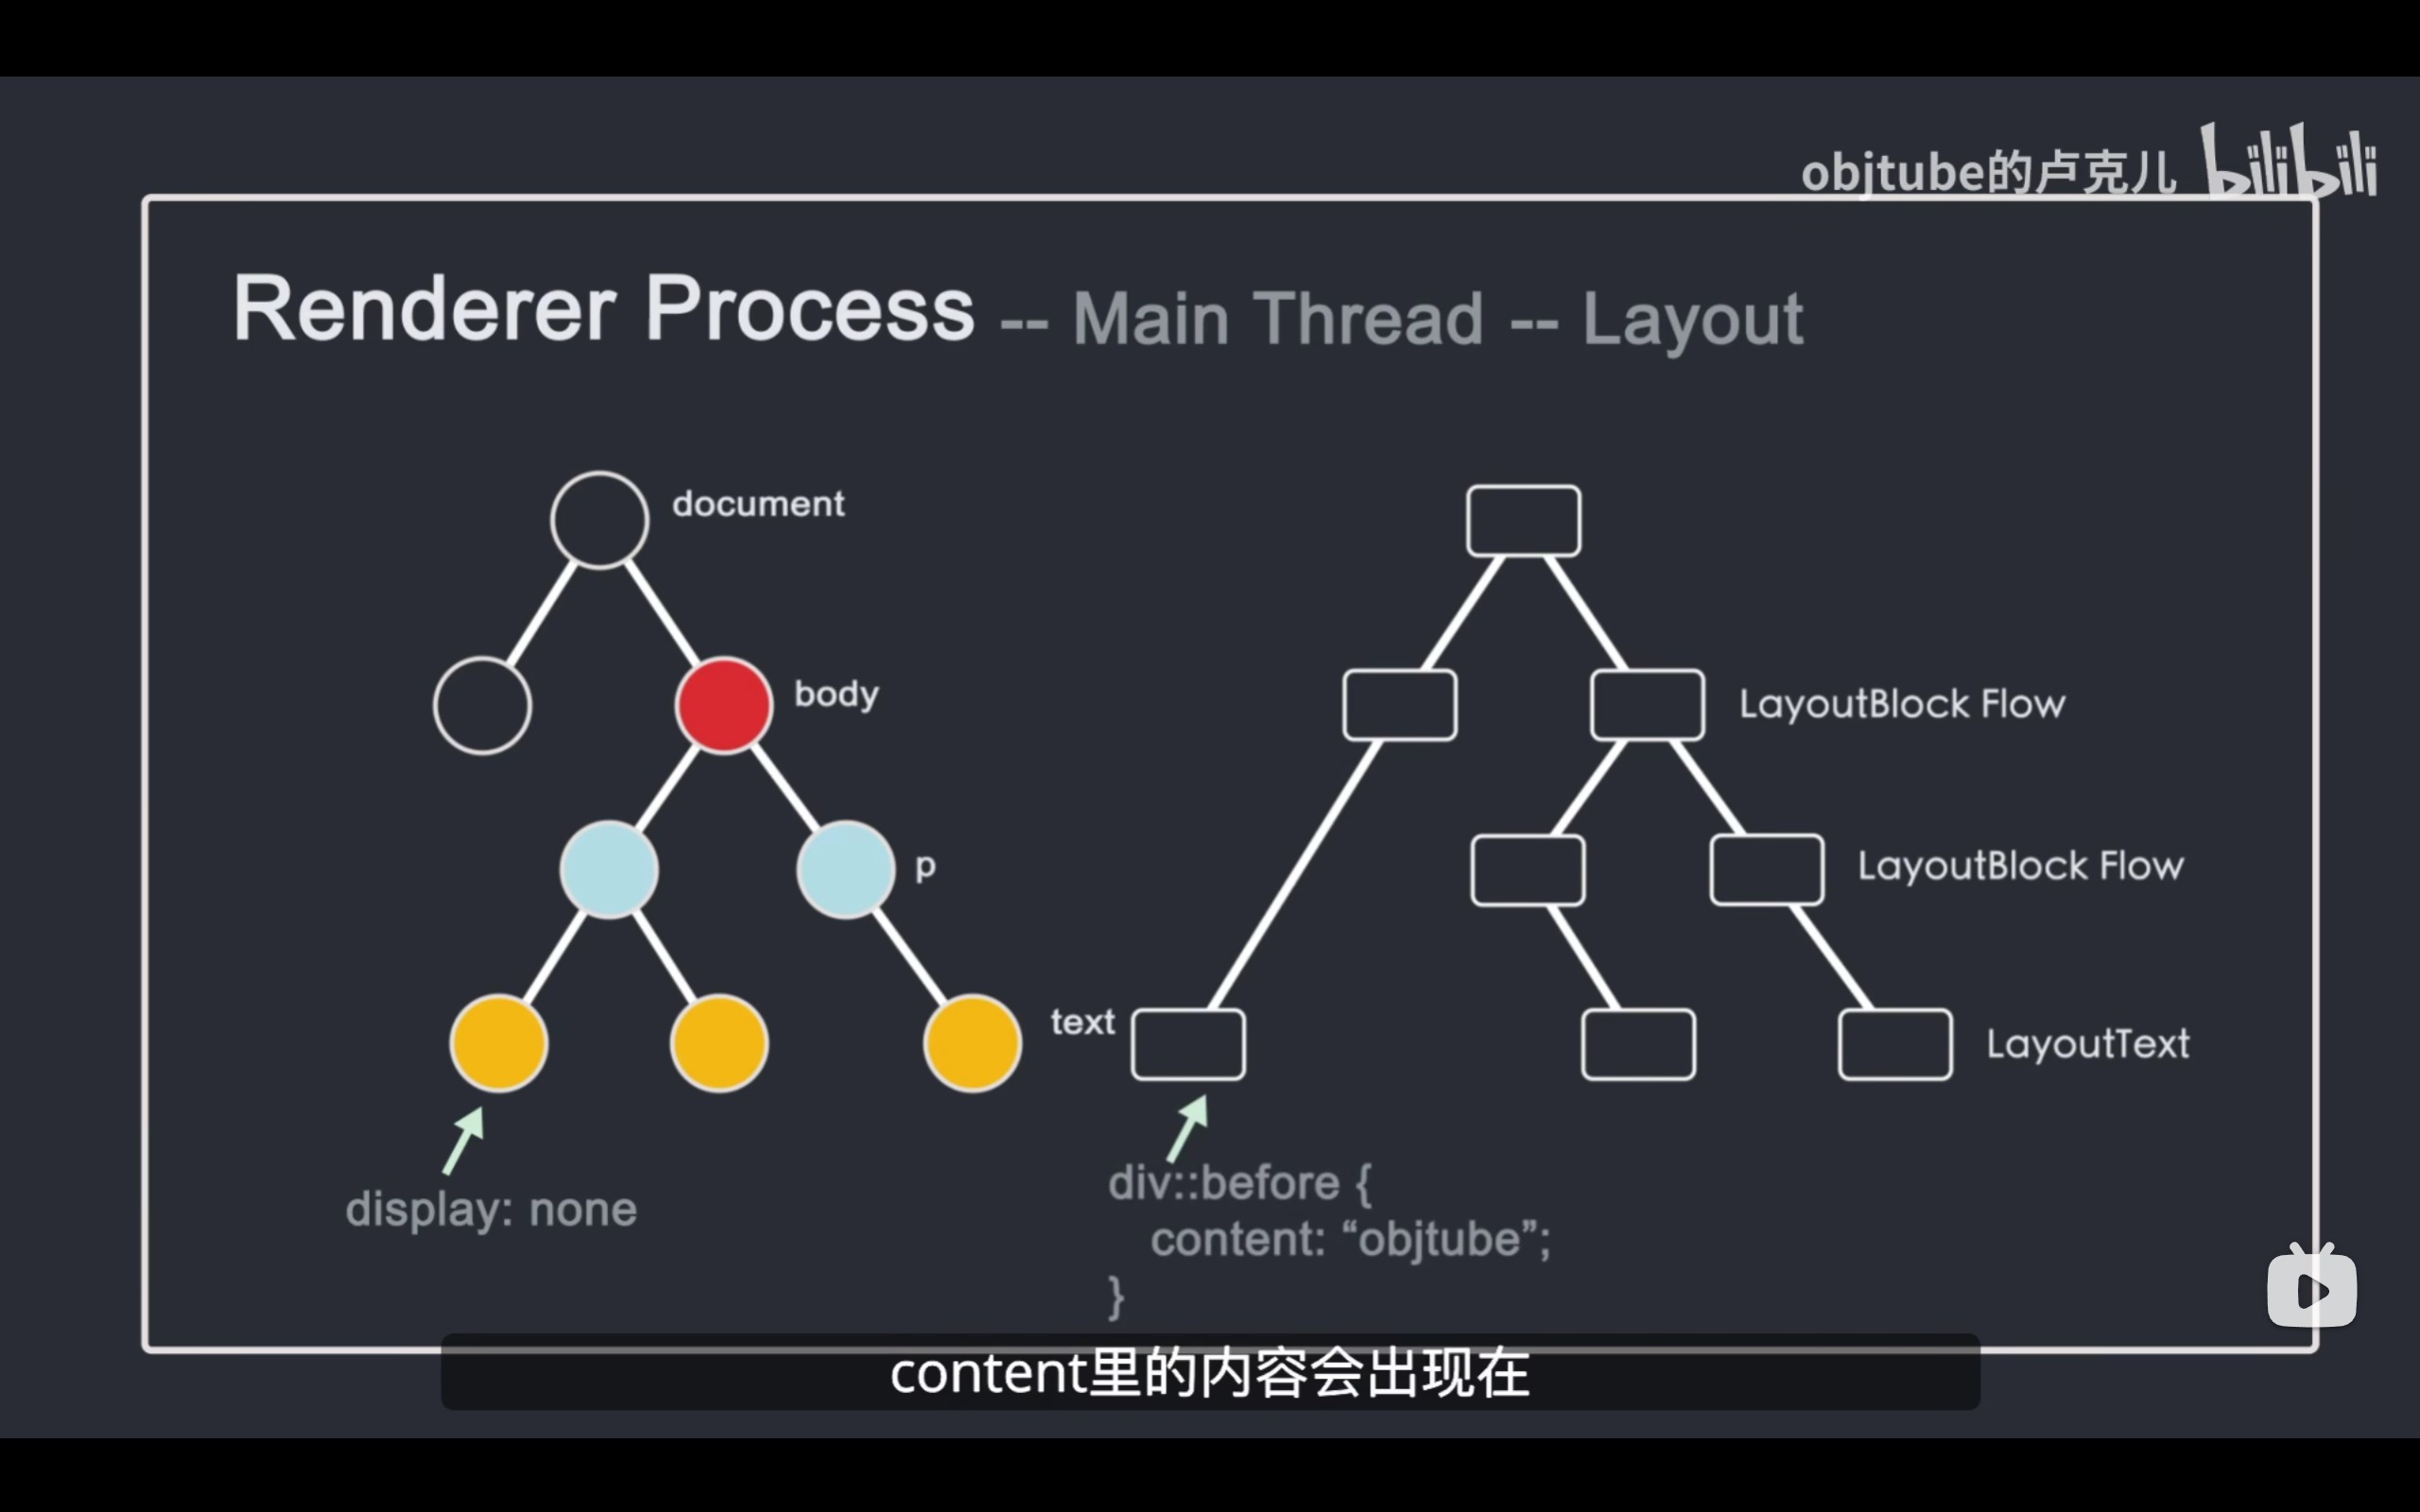 objtube的卢克儿 bilibili
Renderer Process -- Main Thread -- Layout
document
body
LayoutBlock Flow
p
LayoutBlock Flow
text
LayoutText
display: none
div::before {
content: “objtube”;
}
content里的内容会出现在